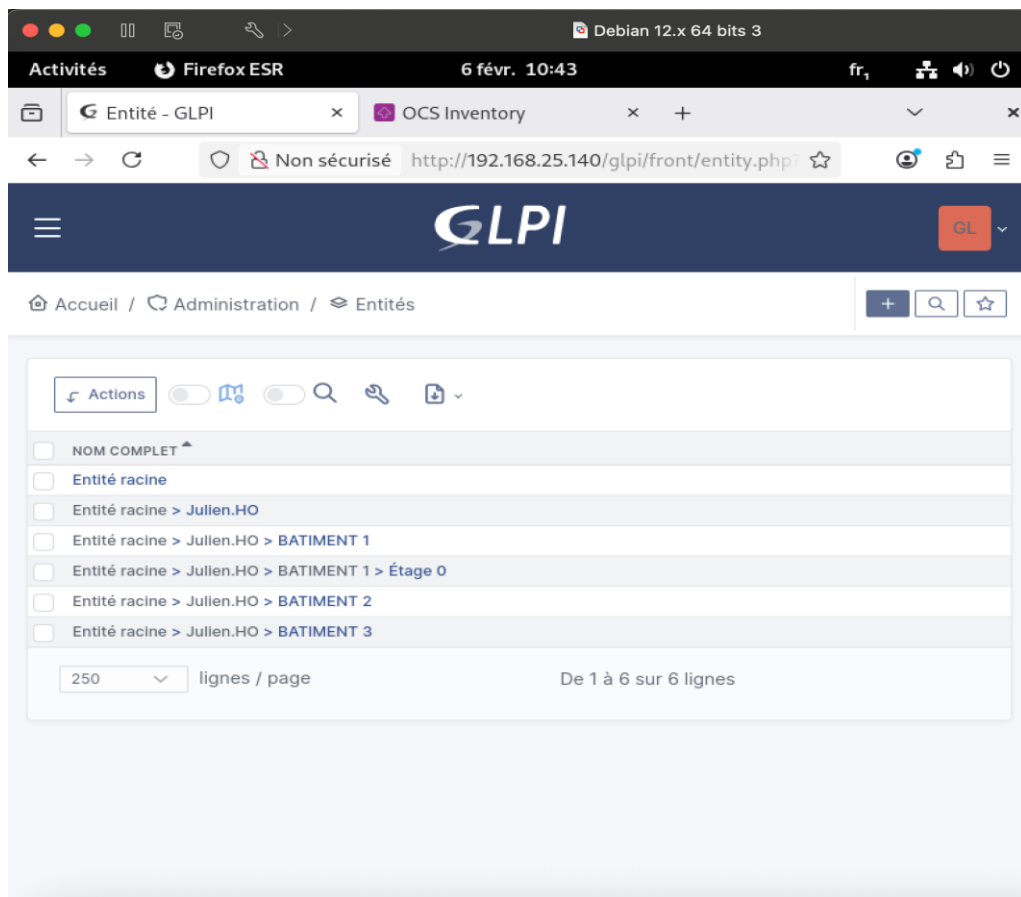 Debian 12.x 64 bits 3
Activités Firefox ESR 6 févr. 10:43 fr₁
Entité - GLPI OCS Inventory
Non sécurisé http://192.168.25.140/glpi/front/entity.php?
GLPI GL
Accueil / Administration / Entités
Actions
NOM COMPLET
Entité racine
Entité racine > Julien.HO
Entité racine > Julien.HO > BATIMENT 1
Entité racine > Julien.HO > BATIMENT 1 > Étage 0
Entité racine > Julien.HO > BATIMENT 2
Entité racine > Julien.HO > BATIMENT 3
250 lignes / page De 1 à 6 sur 6 lignes